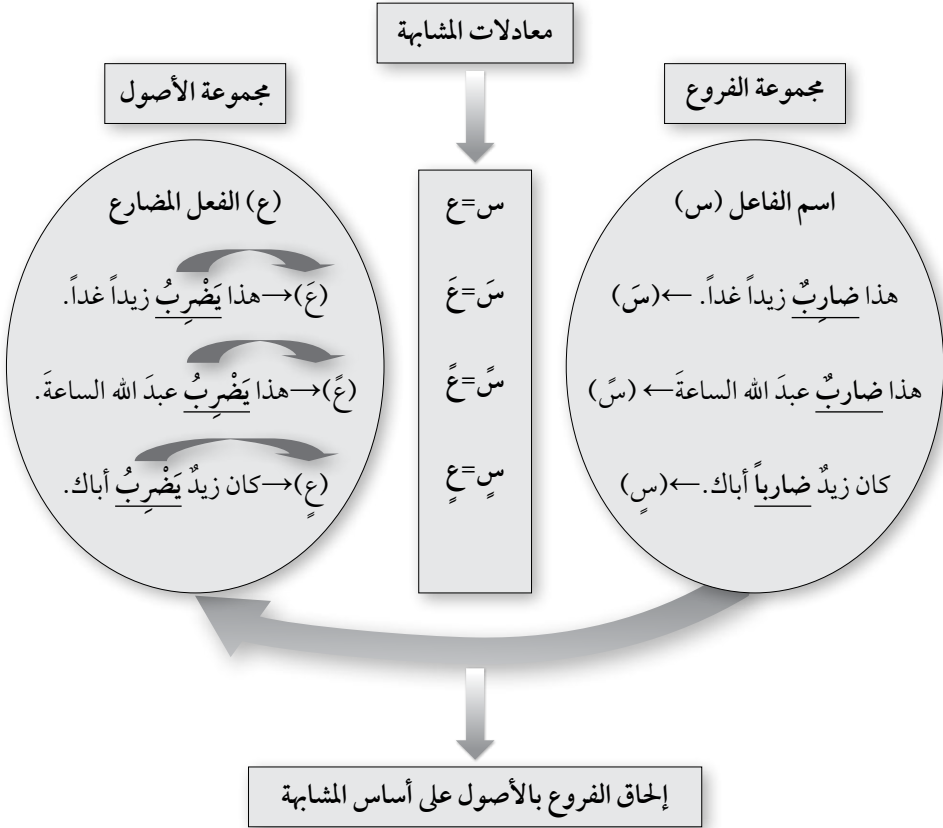 معادلات المشابهة
مجموعة الفروع
مجموعة الأصول
اسم الفاعل (س)
هذا ضارِبٌ زيداً غداً. ←(سَ)
هذا ضاربٌ عبدَ الله الساعةَ←(سً)
كان زيدٌ ضارباً أباك.←(سٍ)
س=ع
سَ=عَ
سً=عً
سٍ=عٍ
(ع) الفعل المضارع
(عَ)→هذا يَضْرِبُ زيداً غداً.
(عً)→هذا يَضْرِبُ عبدَ الله الساعةَ.
(عٍ)→كان زيدٌ يَضْرِبُ أباك.
إلحاق الفروع بالأصول على أساس المشابهة